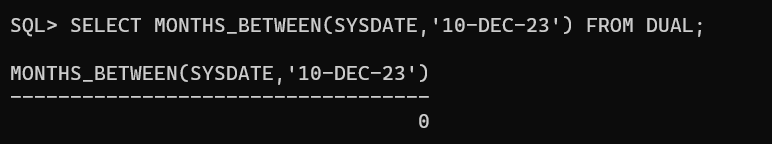 SQL> SELECT MONTHS_BETWEEN(SYSDATE,'10-DEC-23') FROM DUAL;
MONTHS_BETWEEN(SYSDATE,'10-DEC-23')
-----------------------------------
0